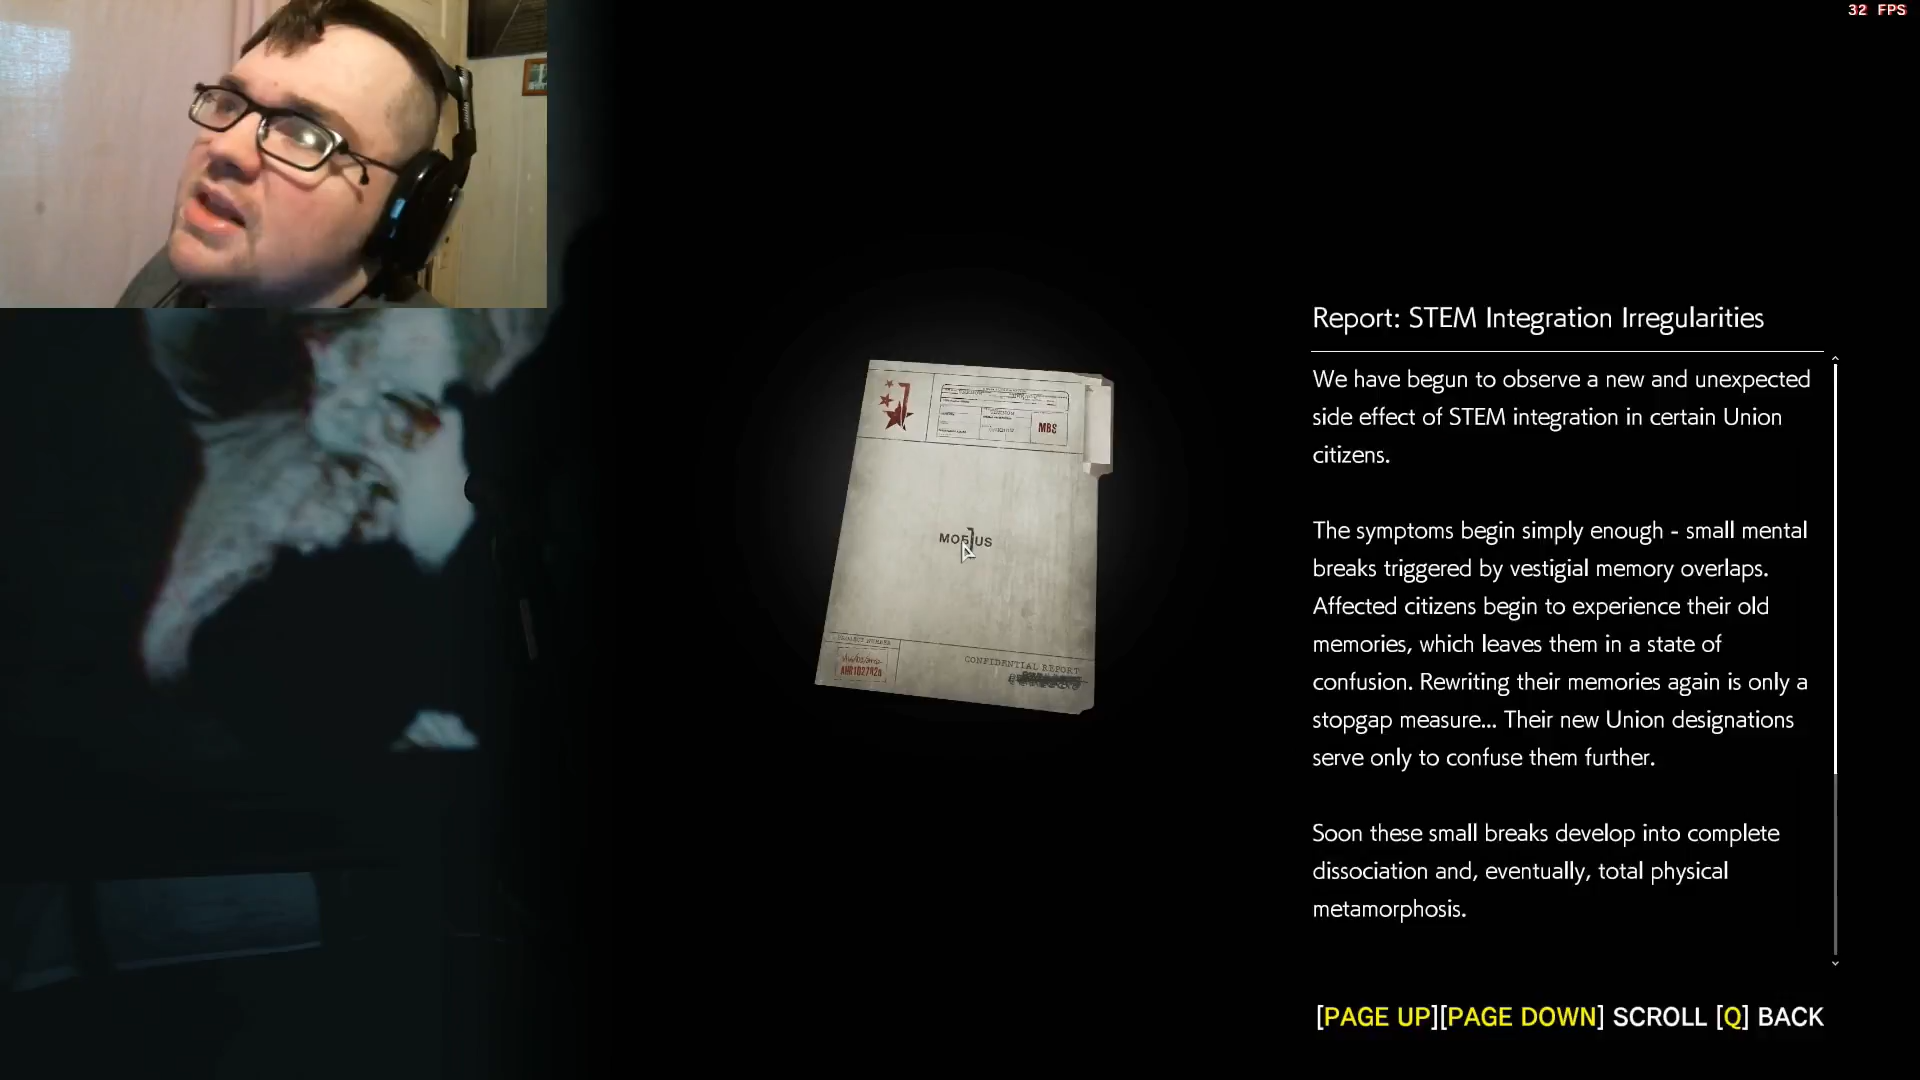 32 FPS
Report: STEM Integration Irregularities
We have begun to observe a new and unexpected
side effect of STEM integration in certain Union
citizens.
The symptoms begin simply enough - small mental
breaks triggered by vestigial memory overlaps.
Affected citizens begin to experience their old
memories, which leaves them in a state of
confusion. Rewriting their memories again is only a
stopgap measure... Their new Union designations
serve only to confuse them further.
Soon these small breaks develop into complete
dissociation and, eventually, total physical
metamorphosis.
MBS
MOBIUS
CONFIDENTIAL REPORT
[PAGE UP][PAGE DOWN] SCROLL [Q] BACK